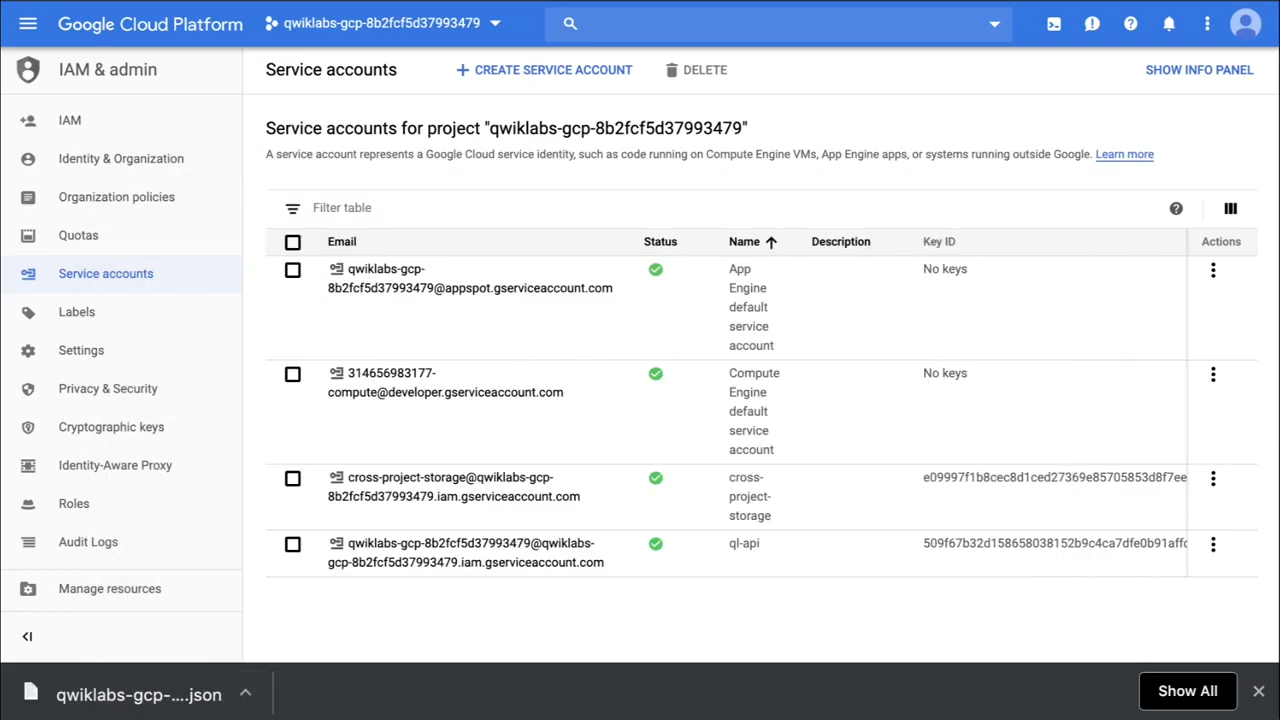 Google Cloud Platform
qwiklabs-gcp-8b2fcf5d37993479
IAM & admin
Service accounts
CREATE SERVICE ACCOUNT
DELETE
SHOW INFO PANEL
IAM
Identity & Organization
Organization policies
Quotas
Service accounts
Labels
Settings
Privacy & Security
Cryptographic keys
Identity-Aware Proxy
Roles
Audit Logs
Manage resources
Service accounts for project "qwiklabs-gcp-8b2fcf5d37993479"
A service account represents a Google Cloud service identity, such as code running on Compute Engine VMs, App Engine apps, or systems running outside Google. Learn more
Filter table
Email Status Name Description Key ID Actions
qwiklabs-gcp-
8b2fcf5d37993479@appspot.gserviceaccount.com
App
Engine
default
service
account
No keys
314656983177-
compute@developer.gserviceaccount.com
Compute
Engine
default
service
account
No keys
cross-project-storage@qwiklabs-gcp-
8b2fcf5d37993479.iam.gserviceaccount.com
cross-
project-
storage
e09997f1b8cec8d1ced27369e85705853d8f7ee
qwiklabs-gcp-8b2fcf5d37993479@qwiklabs-
gcp-8b2fcf5d37993479.iam.gserviceaccount.com
ql-api
509f67b32d158658038152b9c4ca7dfe0b91affc
qwiklabs-gcp-....json
Show All